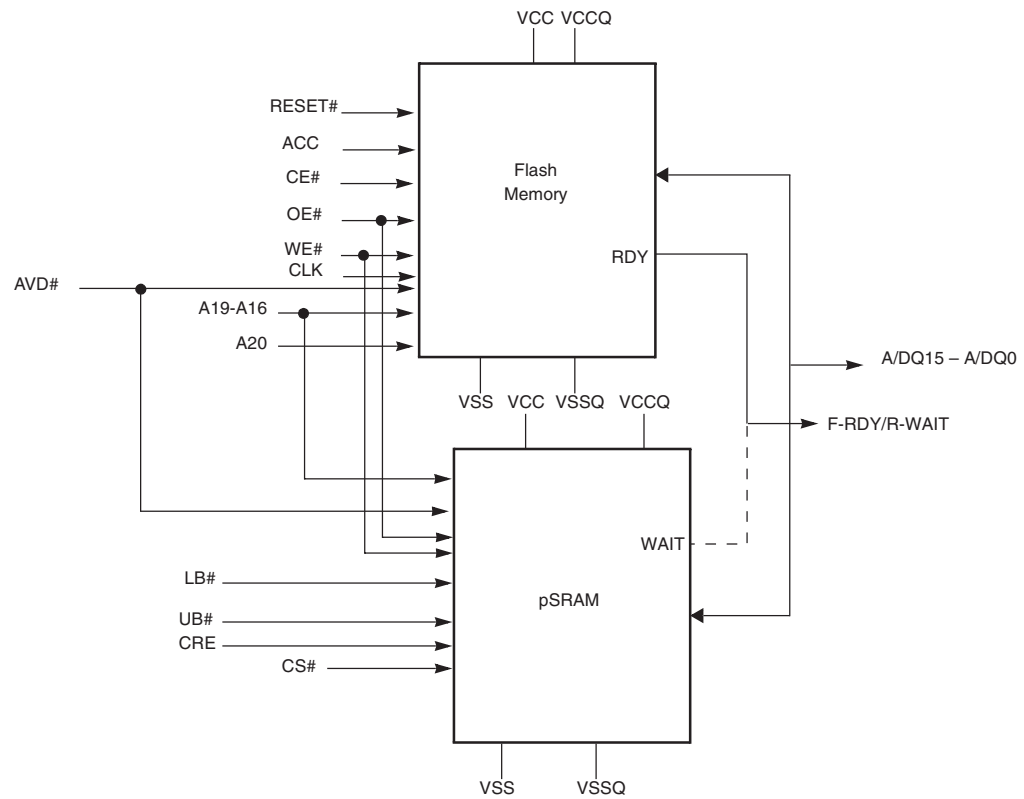 VCC VCCQ
RESET#
ACC
CE#
OE#
WE#
CLK
AVD#
A19-A16
A20
Flash
Memory
RDY
VSS
VSSQ
A/DQ15 – A/DQ0
F-RDY/R-WAIT
VCC
VCCQ
WAIT
pSRAM
LB#
UB#
CRE
CS#
VSS
VSSQ